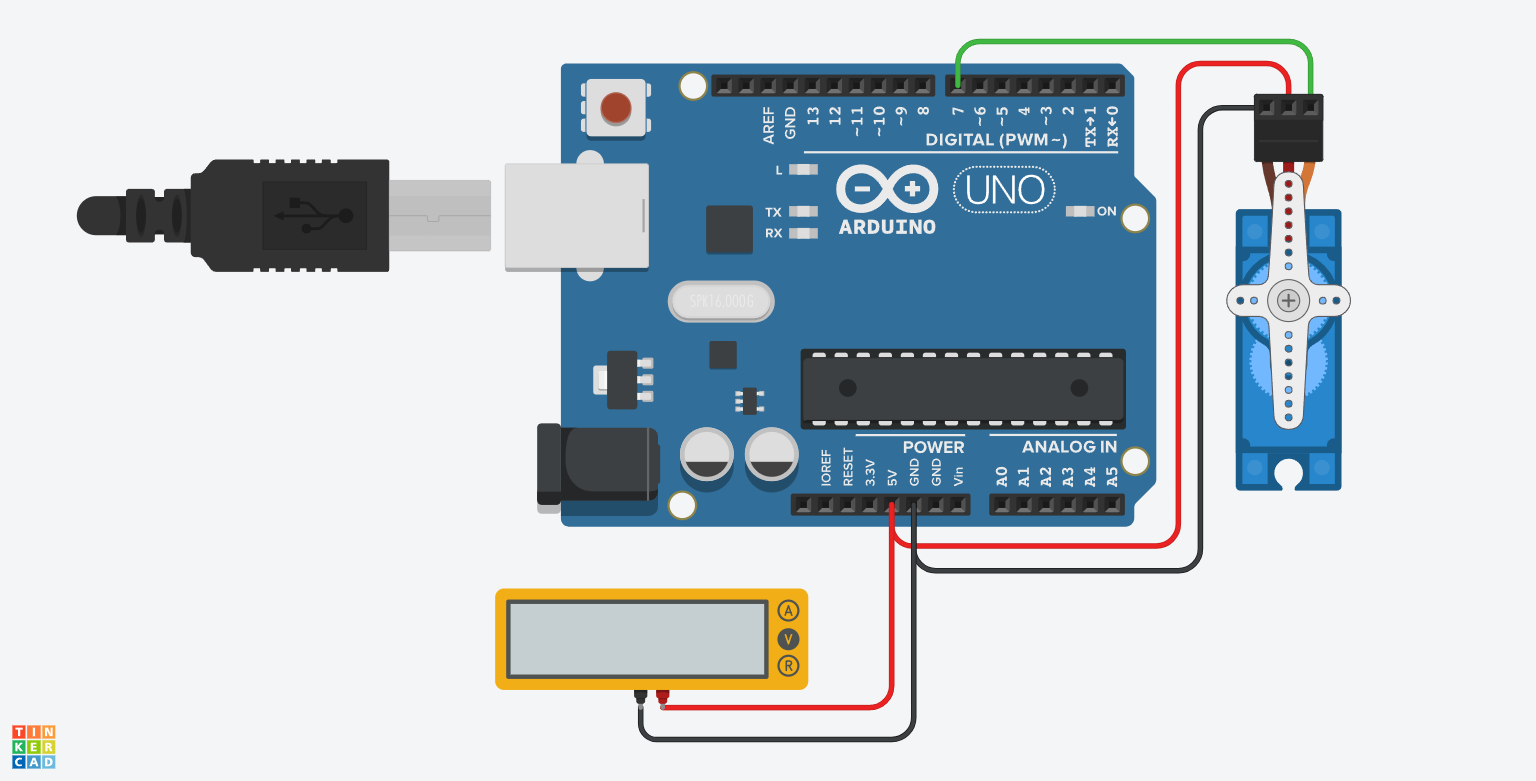 AREF
GND
13
12
~11
~10
~9
8
7
~6
~5
4
~3
2
TX→1
RX←0
DIGITAL (PWM~)
L
TX
RX
ARDUINO
UNO
ON
SPK16.000G
POWER
ANALOG IN
IOREF
RESET
3.3V
5V
GND
GND
Vin
A0
A1
A2
A3
A4
A5
A
V
R
TIN
KER
CAD